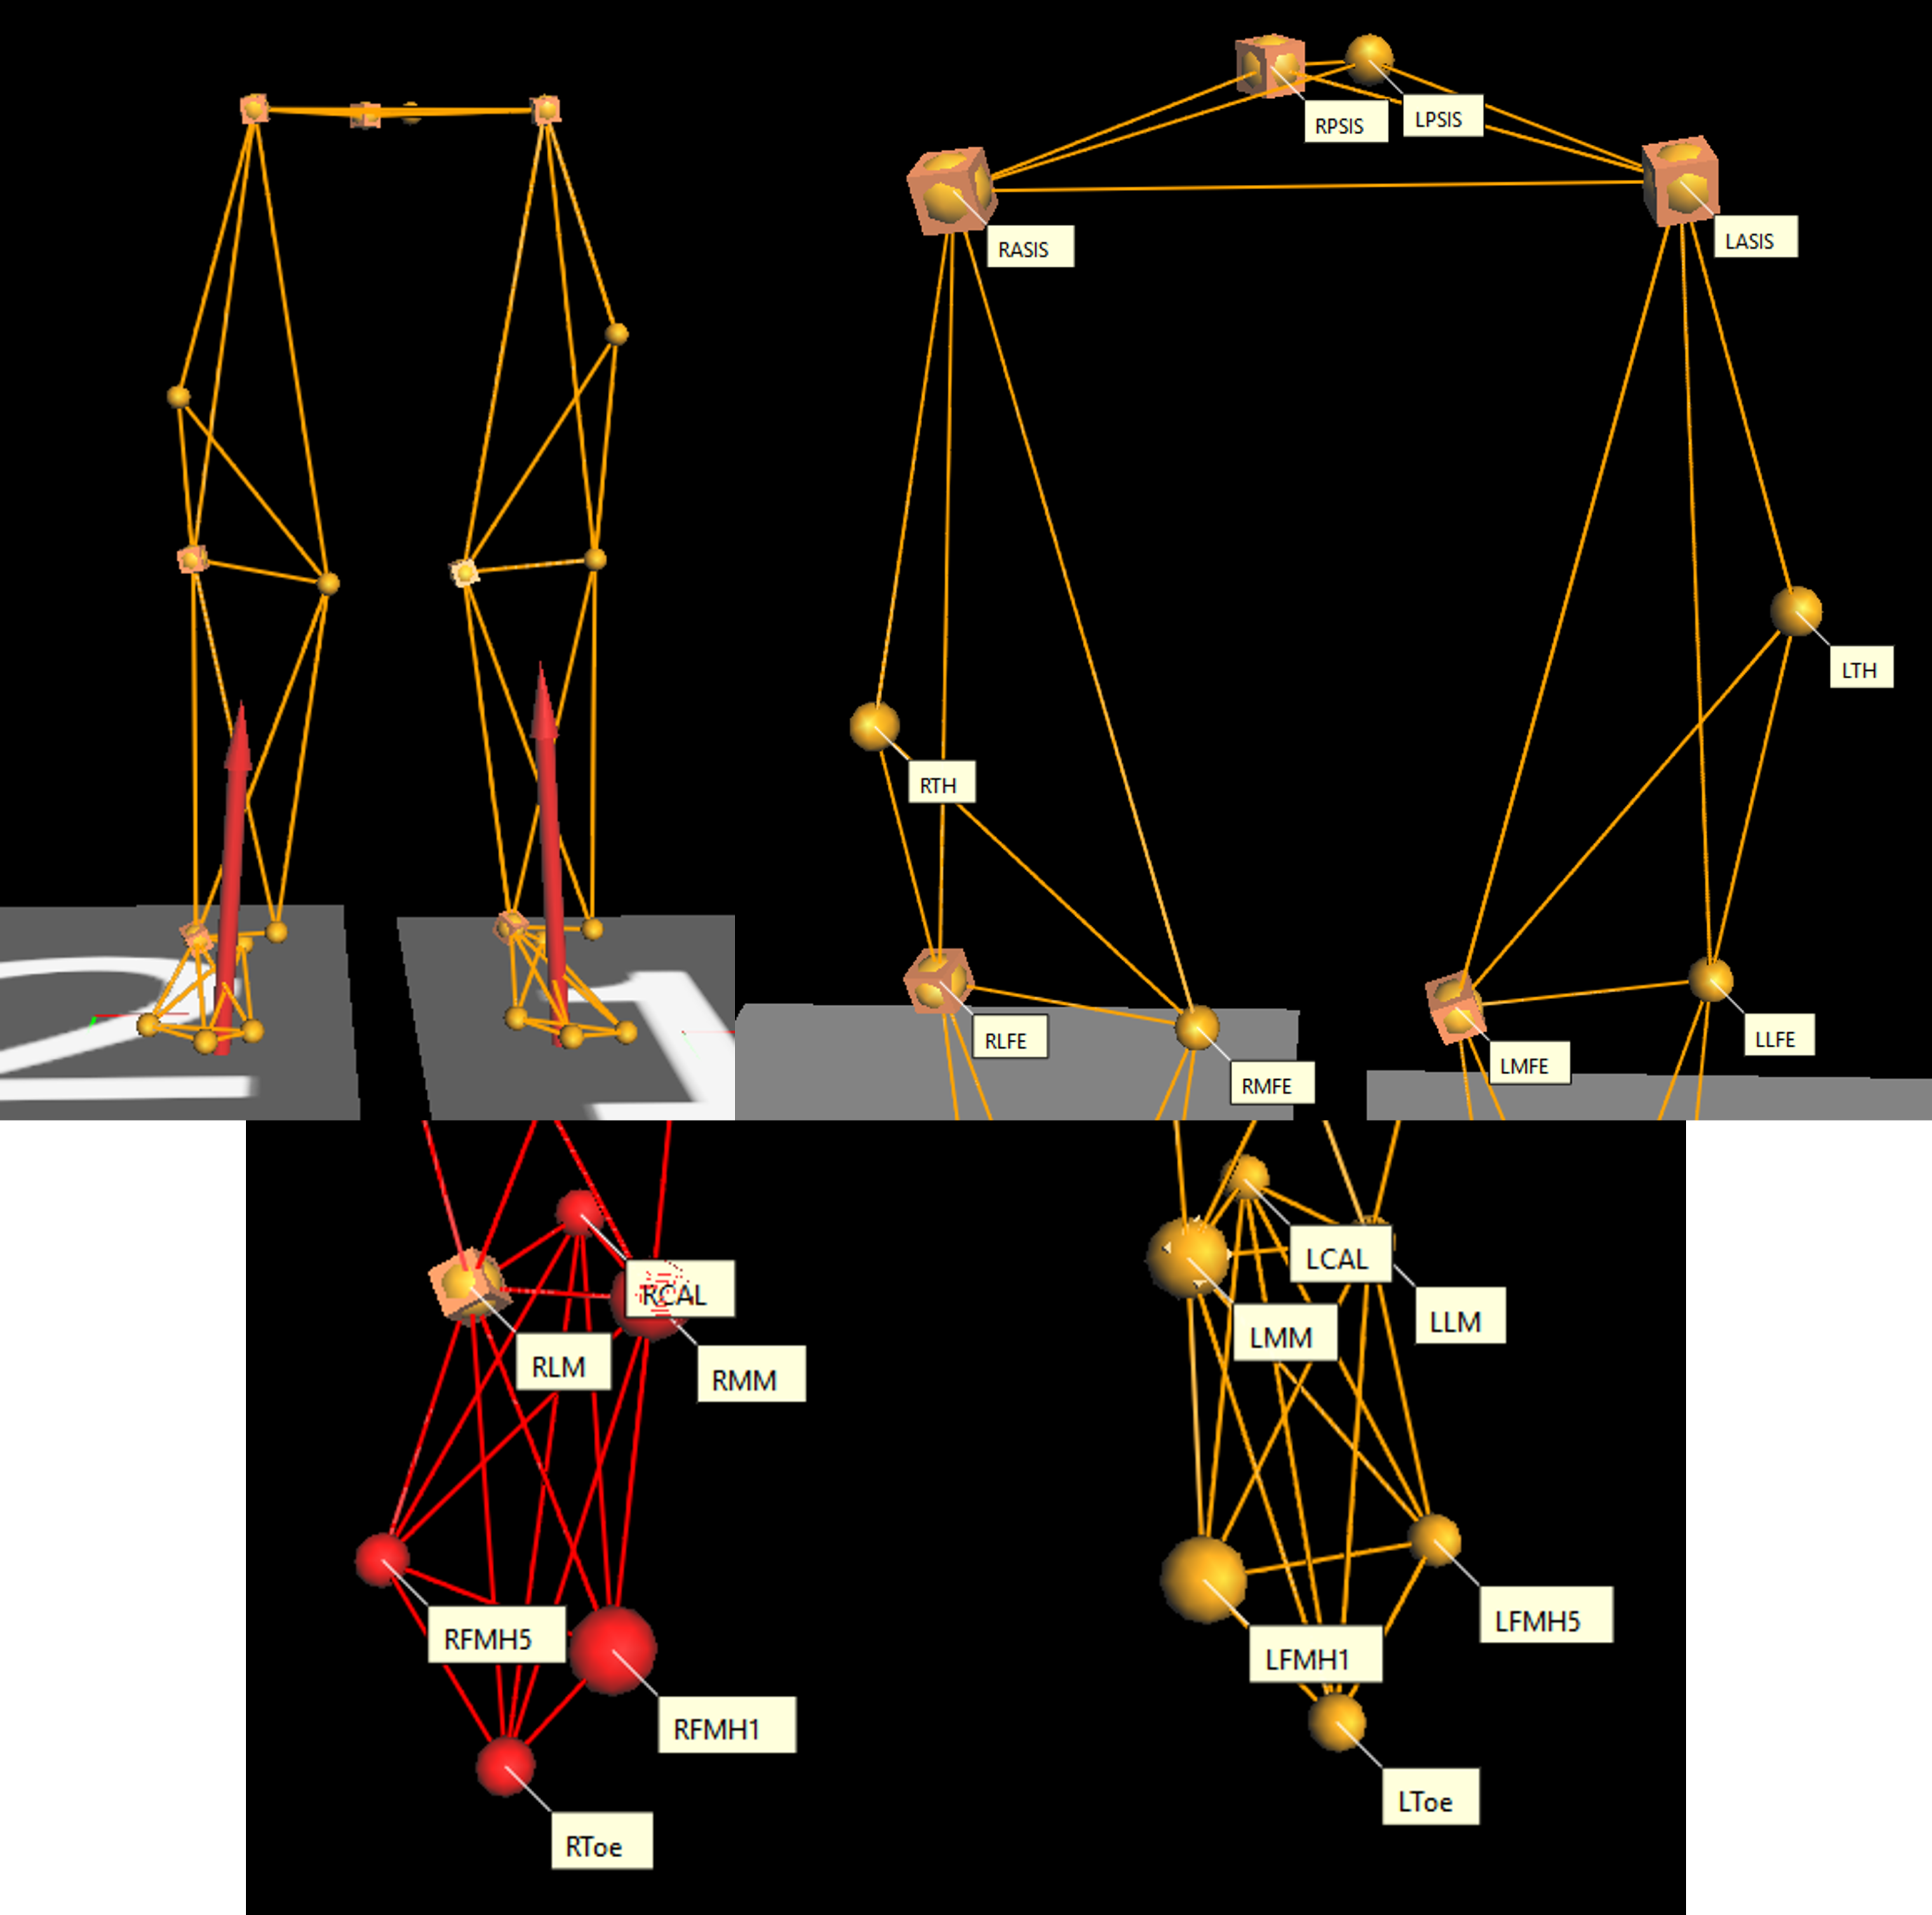 RPSIS
LPSIS
RASIS
LASIS
LTH
RTH
RLFE
RMFE
LMFE
LLFE
RCAL
RLM
RMM
LCAL
LMM
LLM
RFMH5
RFMH1
RToe
LFMH5
LFMH1
LToe